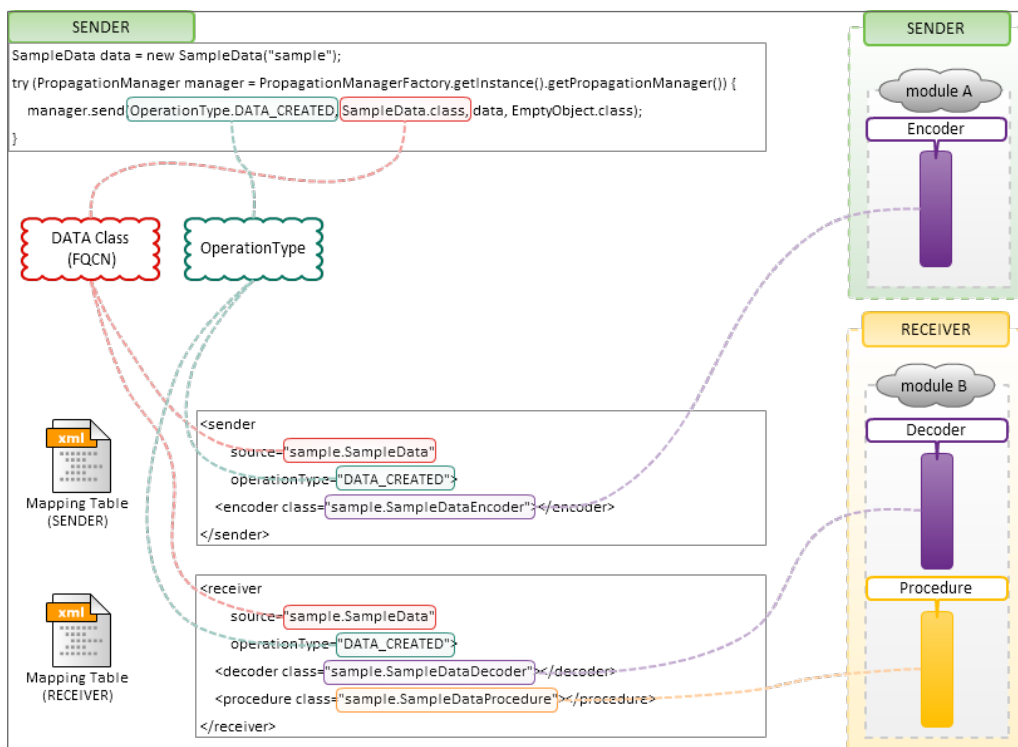 SENDER
SampleData data = new SampleData("sample");
try (PropagationManager manager = PropagationManagerFactory.getInstance().getPropagationManager()) {
manager.send(OperationType.DATA_CREATED, SampleData.class, data, EmptyObject.class);
}
DATA Class
(FQCN)
OperationType
xml
Mapping Table
(SENDER)
<sender
source="sample.SampleData"
operationType="DATA_CREATED">
<encoder class="sample.SampleDataEncoder"></encoder>
</sender>
xml
Mapping Table
(RECEIVER)
<receiver
source="sample.SampleData"
operationType="DATA_CREATED">
<decoder class="sample.SampleDataDecoder"></decoder>
<procedure class="sample.SampleDataProcedure"></procedure>
</receiver>
SENDER
module A
Encoder
RECEIVER
module B
Decoder
Procedure